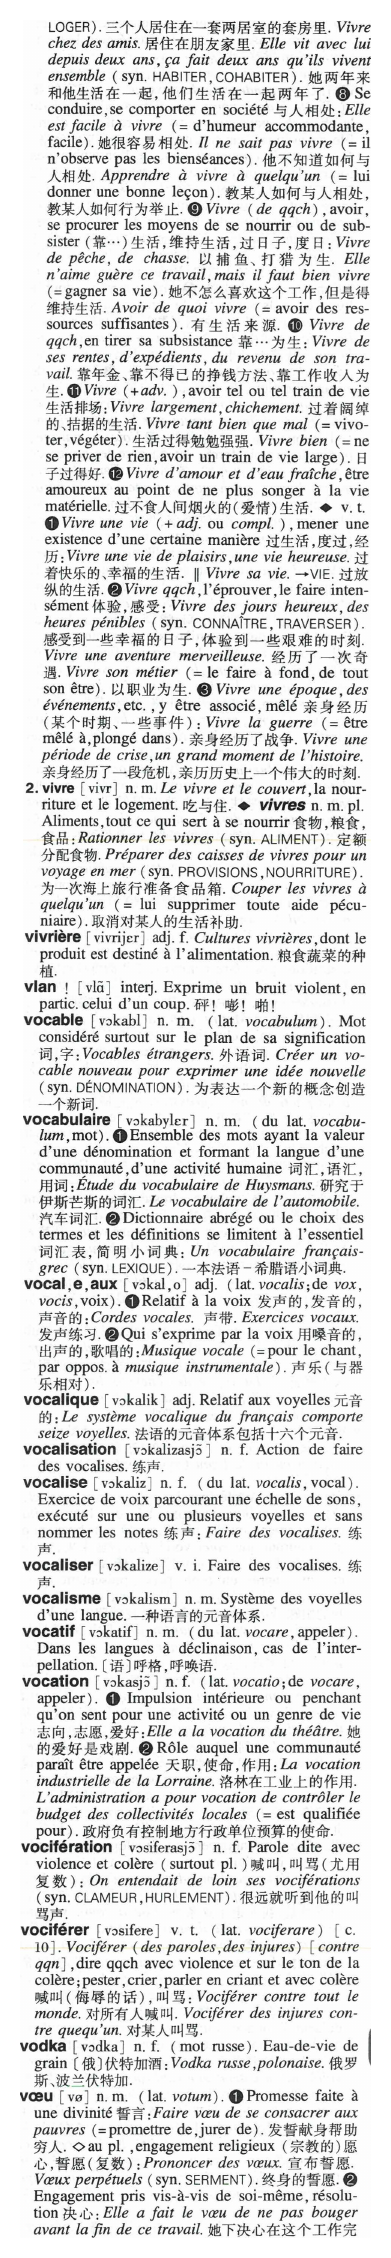 LOGER). 三个人居住在一套两居室的套房里. Vivre
chez des amis. 居住在朋友家里. Elle vit avec lui
depuis deux ans, ça fait deux ans qu'ils vivent
ensemble (syn. HABITER, COHABITER). 她两年来
和他生活在一起, 他们生活在一起两年了. ❽ Se
conduire, se comporter en société 与人相处: Elle
est facile à vivre (= d'humeur accommodante,
facile). 她很容易相处. Il ne sait pas vivre (= il
n'observe pas les bienséances). 他不知道如何与
人相处. Apprendre à vivre à quelqu'un (= lui
donner une bonne leçon). 教某人如何与人相处,
教某人如何行为举止. ❾ Vivre (de qqch), avoir,
se procurer les moyens de se nourrir ou de sub-
sister (靠…) 生活, 维持生活, 过日子, 度日: Vivre
de pêche, de chasse. 以捕鱼、打猎为生. Elle
n'aime guère ce travail, mais il faut bien vivre
(= gagner sa vie). 她不怎么喜欢这个工作, 但是得
维持生活. Avoir de quoi vivre (= avoir des res-
sources suffisantes). 有生活来源. ❿ Vivre de
qqch, en tirer sa subsistance 靠…为生: Vivre de
ses rentes, d'expédients, du revenu de son tra-
vail. 靠年金、靠不得已的挣钱方法、靠工作收入为
生. ⓫ Vivre (+ adv.), avoir tel ou tel train de vie
生活排场: Vivre largement, chichement. 过着阔绰
的、拮据的生活. Vivre tant bien que mal (= vivo-
ter, végéter). 生活过得勉勉强强. Vivre bien (= ne
se priver de rien, avoir un train de vie large). 日
子过得好. ⓬ Vivre d'amour et d'eau fraîche, être
amoureux au point de ne plus songer à la vie
matérielle. 过不食人间烟火的(爱情)生活. ◆ v. t.
❶ Vivre une vie (+ adj. ou compl.), mener une
existence d'une certaine manière 过生活, 度过, 经
历: Vivre une vie de plaisirs, une vie heureuse. 过
着快乐的、幸福的生活. ‖ Vivre sa vie. →VIE. 过放
纵的生活. ❷ Vivre qqch, l'éprouver, le faire inten-
sément 体验, 感受: Vivre des jours heureux, des
heures pénibles (syn. CONNAÎTRE, TRAVERSER).
感受到一些幸福的日子, 体验到一些艰难的时刻.
Vivre une aventure merveilleuse. 经历了一次奇
遇. Vivre son métier (= le faire à fond, de tout
son être). 以职业为生. ❸ Vivre une époque, des
événements, etc., y être associé, mêlé 亲身经历
(某个时期、一些事件): Vivre la guerre (= être
mêlé à, plongé dans). 亲身经历了战争. Vivre une
période de crise, un grand moment de l'histoire.
亲身经历了一段危机, 亲历历史上一个伟大的时刻.
2. vivre [vivr] n. m. Le vivre et le couvert, la nour-
riture et le logement. 吃与住. ◆ vivres n. m. pl.
Aliments, tout ce qui sert à se nourrir 食物, 粮食,
食品: Rationner les vivres (syn. ALIMENT). 定额
分配食物. Préparer des caisses de vivres pour un
voyage en mer (syn. PROVISIONS, NOURRITURE).
为一次海上旅行准备食品箱. Couper les vivres à
quelqu'un (= lui supprimer toute aide pécu-
niaire). 取消对某人的生活补助.
vivrière [vivrijɛr] adj. f. Cultures vivrières, dont le
produit est destiné à l'alimentation. 粮食蔬菜的种
植.
vlan ! [vlɑ̃] interj. Exprime un bruit violent, en
partic. celui d'un coup. 砰! 嘭! 啪!
vocable [vɔkabl] n. m. (lat. vocabulum). Mot
considéré surtout sur le plan de sa signification
词, 字: Vocables étrangers. 外语词. Créer un vo-
cable nouveau pour exprimer une idée nouvelle
(syn. DÉNOMINATION). 为表达一个新的概念创造
一个新词.
vocabulaire [vɔkabylɛr] n. m. (du lat. vocabu-
lum, mot). ❶ Ensemble des mots ayant la valeur
d'une dénomination et formant la langue d'une
communauté, d'une activité humaine 词汇, 语汇,
用词: Étude du vocabulaire de Huysmans. 研究于
伊斯芒斯的词汇. Le vocabulaire de l'automobile.
汽车词汇. ❷ Dictionnaire abrégé ou le choix des
termes et les définitions se limitent à l'essentiel
词汇表, 简明小词典: Un vocabulaire français-
grec (syn. LEXIQUE). 一本法语–希腊语小词典.
vocal, e, aux [vɔkal, o] adj. (lat. vocalis; de vox,
vocis, voix). ❶ Relatif à la voix 发声的, 发音的,
声音的: Cordes vocales. 声带. Exercices vocaux.
发声练习. ❷ Qui s'exprime par la voix 用嗓音的,
出声的, 歌唱的: Musique vocale (= pour le chant,
par oppos. à musique instrumentale). 声乐(与器
乐相对).
vocalique [vɔkalik] adj. Relatif aux voyelles 元音
的: Le système vocalique du français comporte
seize voyelles. 法语的元音体系包括十六个元音.
vocalisation [vɔkalizasjɔ̃] n. f. Action de faire
des vocalises. 练声.
vocalise [vɔkaliz] n. f. (du lat. vocalis, vocal).
Exercice de voix parcourant une échelle de sons,
exécuté sur une ou plusieurs voyelles et sans
nommer les notes 练声: Faire des vocalises. 练
声.
vocaliser [vɔkalize] v. i. Faire des vocalises. 练
声.
vocalisme [vɔkalism] n. m. Système des voyelles
d'une langue. 一种语言的元音体系.
vocatif [vɔkatif] n. m. (du lat. vocare, appeler).
Dans les langues à déclinaison, cas de l'inter-
pellation. [语]呼格, 呼唤语.
vocation [vɔkasjɔ̃] n. f. (lat. vocatio; de vocare,
appeler). ❶ Impulsion intérieure ou penchant
qu'on sent pour une activité ou un genre de vie
志向, 志愿, 爱好: Elle a la vocation du théâtre. 她
的爱好是戏剧. ❷ Rôle auquel une communauté
paraît être appelée 天职, 使命, 作用: La vocation
industrielle de la Lorraine. 洛林在工业上的作用.
L'administration a pour vocation de contrôler le
budget des collectivités locales (= est qualifiée
pour). 政府负有控制地方行政单位预算的使命.
vocifération [vɔsiferasjɔ̃] n. f. Parole dite avec
violence et colère (surtout pl.) 喊叫, 叫骂(尤用
复数): On entendait de loin ses vociférations
(syn. CLAMEUR, HURLEMENT). 很远就听到他的叫
骂声.
vociférer [vɔsifere] v. t. (lat. vociferare) [c.
10]. Vociférer (des paroles, des injures) [contre
qqn], dire qqch avec violence et sur le ton de la
colère; pester, crier, parler en criant et avec colère
喊叫(侮辱的话), 叫骂: Vociférer contre tout le
monde. 对所有人喊叫. Vociférer des injures con-
tre quequ'un. 对某人叫骂.
vodka [vɔdka] n. f. (mot russe). Eau-de-vie de
grain [俄]伏特加酒: Vodka russe, polonaise. 俄罗
斯、波兰伏特加.
vœu [vø] n. m. (lat. votum). ❶ Promesse faite à
une divinité 誓言: Faire vœu de se consacrer aux
pauvres (= promettre de, jurer de). 发誓献身帮助
穷人. ◇ au pl., engagement religieux (宗教的)愿
心, 誓愿(复数): Prononcer des vœux. 宣布誓愿.
Vœux perpétuels (syn. SERMENT). 终身的誓愿. ❷
Engagement pris vis-à-vis de soi-même, résolu-
tion 决心: Elle a fait le vœu de ne pas bouger
avant la fin de ce travail. 她下决心在这个工作完